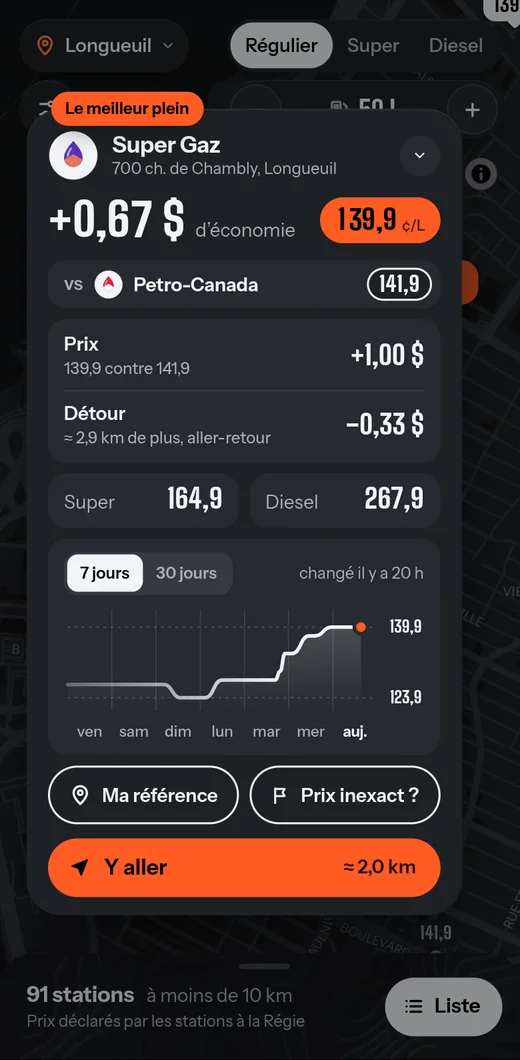 139
Longueuil
Régulier Super Diesel
50 L
Le meilleur plein
Super Gaz
700 ch. de Chambly, Longueuil
+0,67 $ d'économie 139,9 ¢/L
VS Petro-Canada 141,9
Prix
139,9 contre 141,9
+1,00 $
Détour
≈ 2,9 km de plus, aller-retour
−0,33 $
Super 164,9 Diesel 267,9
7 jours 30 jours changé il y a 20 h
139,9
123,9
ven sam dim lun mar mer auj.
Ma référence Prix inexact ?
Y aller ≈ 2,0 km
141,9
BOULEVARD
91 stations à moins de 10 km
Prix déclarés par les stations à la Régie
Liste